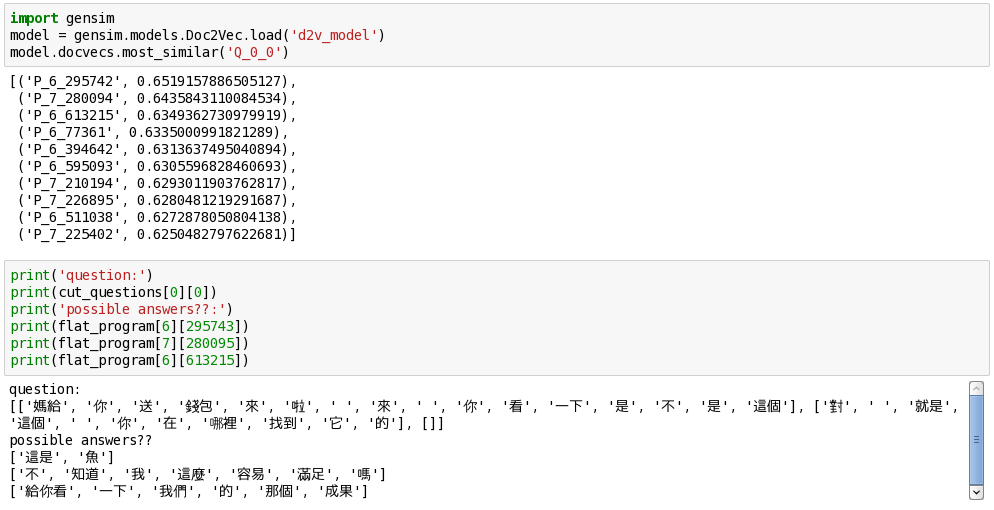 import gensim
model = gensim.models.Doc2Vec.load('d2v_model')
model.docvecs.most_similar('Q_0_0')
[('P_6_295742', 0.6519157886505127),
('P_7_280094', 0.6435843110084534),
('P_6_613215', 0.6349362730979919),
('P_6_77361', 0.6335000991821289),
('P_6_394642', 0.6313637495040894),
('P_6_595093', 0.6305596828460693),
('P_7_210194', 0.6293011903762817),
('P_7_226895', 0.6280481219291687),
('P_6_511038', 0.6272878050804138),
('P_7_225402', 0.6250482797622681)]
print('question:')
print(cut_questions[0][0])
print('possible answers??:')
print(flat_program[6][295743])
print(flat_program[7][280095])
print(flat_program[6][613215])
question:
[['媽給', '你', '送', '錢包', '來', '啦', ' ', '來', ' ', '你', '看', '一下', '是', '不', '是', '這個'], ['對', ' ', '就是',
'這個', ' ', '你', '在', '哪裡', '找到', '它', '的'], []]
possible answers??
['這是', '魚']
['不', '知道', '我', '這麼', '容易', '滿足', '嗎']
['給你看', '一下', '我們', '的', '那個', '成果']